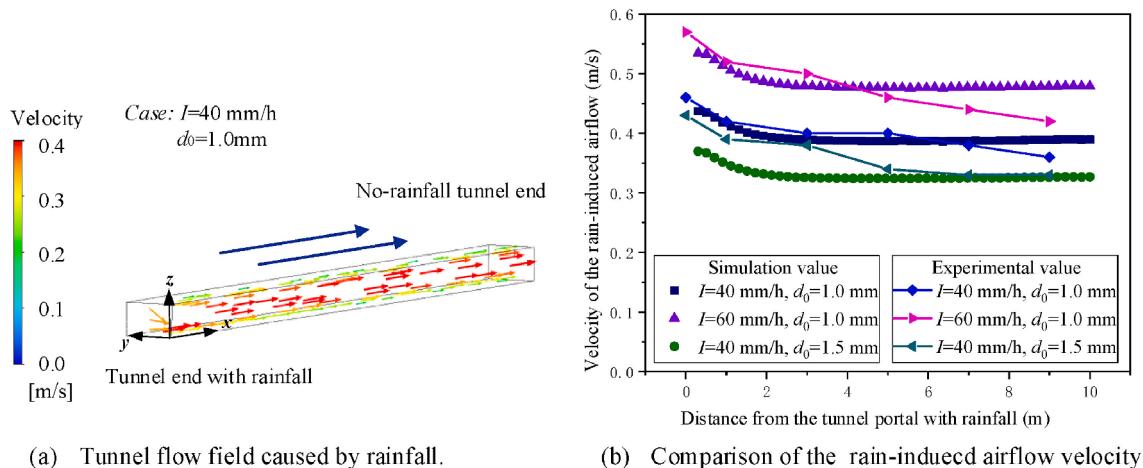 Case: I=40 mm/h
d₀=1.0mm
Velocity
0.4
0.3
0.2
0.1
0.0
[m/s]
No-rainfall tunnel end
z
y
x
Tunnel end with rainfall
(a) Tunnel flow field caused by rainfall.
Velocity of the rain-induced airflow (m/s)
0.6
0.5
0.4
0.3
0.2
0.1
0.0
Simulation value
I=40 mm/h, d₀=1.0 mm
I=60 mm/h, d₀=1.0 mm
I=40 mm/h, d₀=1.5 mm
Experimental value
I=40 mm/h, d₀=1.0 mm
I=60 mm/h, d₀=1.0 mm
I=40 mm/h, d₀=1.5 mm
0 2 4 6 8 10
Distance from the tunnel portal with rainfall (m)
(b) Comparison of the rain-induecd airflow velocity